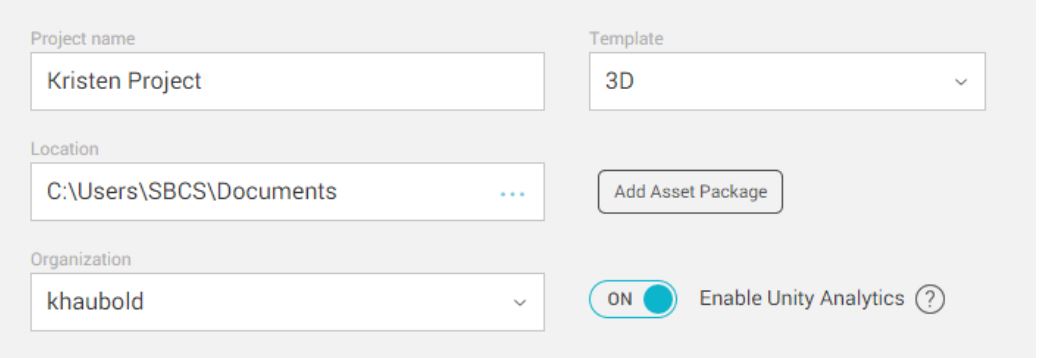 Project name
Template
Kristen Project
3D
Location
C:\Users\SBCS\Documents
...
Add Asset Package
Organization
khaubold
ON
Enable Unity Analytics ?